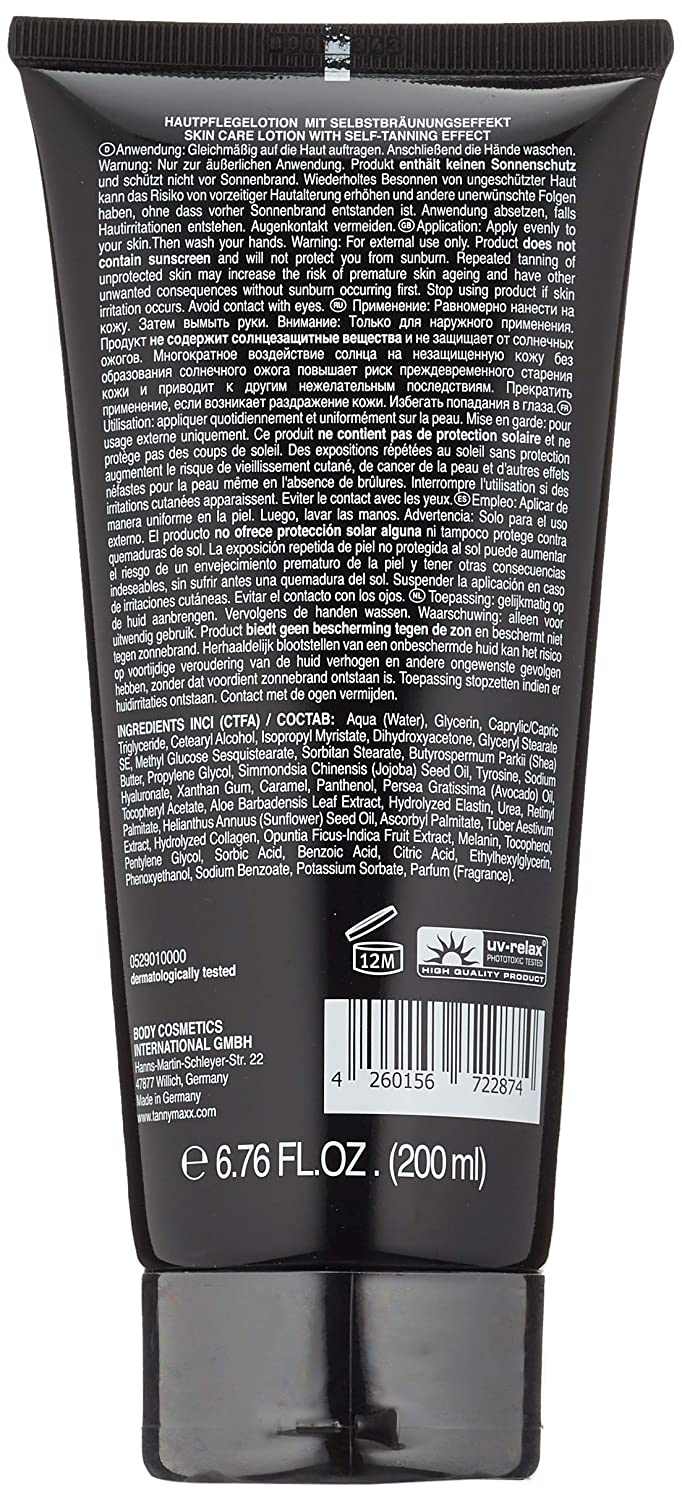 HAUTPFLEGELOTION MIT SELBSTBRÄUNUNGSEFFEKT
SKIN CARE LOTION WITH SELF-TANNING EFFECT
D Anwendung: Gleichmäßig auf die Haut auftragen. Anschließend die Hände waschen.
Warnung: Nur zur äußerlichen Anwendung. Produkt enthält keinen Sonnenschutz
und schützt nicht vor Sonnenbrand. Wiederholtes Besonnen von ungeschützter Haut
kann das Risiko von vorzeitiger Hautalterung erhöhen und andere unerwünschte Folgen
haben, ohne dass vorher Sonnenbrand entstanden ist. Anwendung absetzen, falls
Hautirritationen entstehen. Augenkontakt vermeiden. GB Application: Apply evenly to
your skin.Then wash your hands. Warning: For external use only. Product does not
contain sunscreen and will not protect you from sunburn. Repeated tanning of
unprotected skin may increase the risk of premature skin ageing and have other
unwanted consequences without sunburn occurring first. Stop using product if skin
irritation occurs. Avoid contact with eyes. RU Применение: Равномерно нанести на
кожу. Затем вымыть руки. Внимание: Только для наружного применения.
Продукт не содержит солнцезащитные вещества и не защищает от солнечных
ожогов. Многократное воздействие солнца на незащищенную кожу без
образования солнечного ожога повышает риск преждевременного старения
кожи и приводит к другим нежелательным последствиям. Прекратить
применение, если возникает раздражение кожи. Избегать попадания в глаза. FR
Utilisation: appliquer quotidiennement et uniformément sur la peau. Mise en garde: pour
usage externe uniquement. Ce produit ne contient pas de protection solaire et ne
protège pas des coups de soleil. Des expositions répétées au soleil sans protection
augmentent le risque de vieillissement cutané, de cancer de la peau et d'autres effets
néfastes pour la peau même en l'absence de brûlures. Interrompre l'utilisation si des
irritations cutanées apparaissent. Eviter le contact avec les yeux. ES Empleo: Aplicar de
manera uniforme en la piel. Luego, lavar las manos. Advertencia: Solo para el uso
externo. El producto no ofrece protección solar alguna ni tampoco protege contra
quemaduras de sol. La exposición repetida de piel no protegida al sol puede aumentar
el riesgo de un envejecimiento prematuro de la piel y tener otras consecuencias
indeseables, sin sufrir antes una quemadura del sol. Suspender la aplicación en caso
de irritaciones cutáneas. Evitar el contacto con los ojos. NL Toepassing: gelijkmatig op
de huid aanbrengen. Vervolgens de handen wassen. Waarschuwing: alleen voor
uitwendig gebruik. Product biedt geen bescherming tegen de zon en beschermt niet
tegen zonnebrand. Herhaaldelijk blootstellen van een onbeschermde huid kan het risico
op voortijdige veroudering van de huid verhogen en andere ongewenste gevolgen
hebben, zonder dat voordient zonnebrand ontstaan is. Toepassing stopzetten indien er
huidirritaties ontstaan. Contact met de ogen vermijden.
INGREDIENTS INCI (CTFA) / СОСТАВ: Aqua (Water), Glycerin, Caprylic/Capric
Triglyceride, Cetearyl Alcohol, Isopropyl Myristate, Dihydroxyacetone, Glyceryl Stearate
SE, Methyl Glucose Sesquistearate, Sorbitan Stearate, Butyrospermum Parkii (Shea)
Butter, Propylene Glycol, Simmondsia Chinensis (Jojoba) Seed Oil, Tyrosine, Sodium
Hyaluronate, Xanthan Gum, Caramel, Panthenol, Persea Gratissima (Avocado) Oil,
Tocopheryl Acetate, Aloe Barbadensis Leaf Extract, Hydrolyzed Elastin, Urea, Retinyl
Palmitate, Helianthus Annuus (Sunflower) Seed Oil, Ascorbyl Palmitate, Tuber Aestivum
Extract, Hydrolyzed Collagen, Opuntia Ficus-Indica Fruit Extract, Melanin, Tocopherol,
Pentylene Glycol, Sorbic Acid, Benzoic Acid, Citric Acid, Ethylhexylglycerin,
Phenoxyethanol, Sodium Benzoate, Potassium Sorbate, Parfum (Fragrance).
0529010000
dermatologically tested
12M
uv-relax©
PHOTOTOXIC TESTED
HIGH QUALITY PRODUCT
BODY COSMETICS
INTERNATIONAL GMBH
Hanns-Martin-Schleyer-Str. 22
47877 Willich, Germany
Made in Germany
www.tannymaxx.com
4 260156 722874
℮ 6.76 FL.OZ . (200 ml)